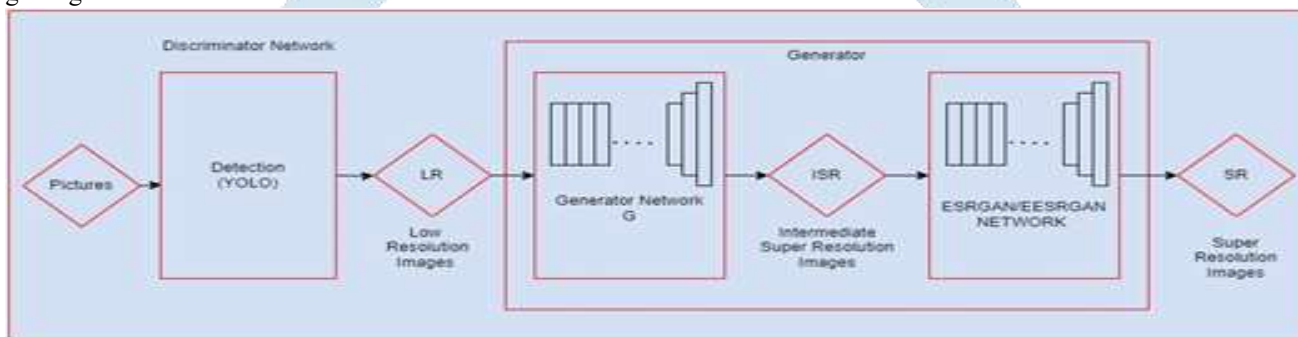 Discriminator Network
Generator
Pictures
Detection
(YOLO)
LR
Low
Resolution
Images
Generator Network
G
ISR
Intermediate
Super Resolution
Images
ESRGAN/EESRGAN
NETWORK
SR
Super
Resolution
Images